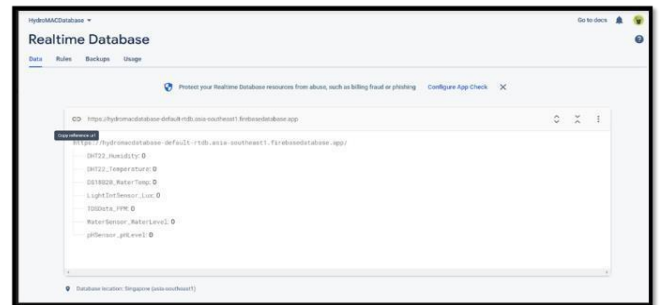 HydroMACDatabase
Go to docs
Realtime Database
Data Rules Backups Usage
Protect your Realtime Database resources from abuse, such as billing fraud or phishing Configure App Check
https://hydromacdatabase-default-rtdb.asia-southeast1.firebasedatabase.app
Copy reference url
https://hydromacdatabase-default-rtdb.asia-southeast1.firebasedatabase.app/
DHT22_Humidity: 0
DHT22_Temperature: 0
DS18B20_WaterTemp: 0
LightIntSensor_Lux: 0
TDSData_PPM: 0
WaterSensor_WaterLevel: 0
pHSensor_pHLevel: 0
Database location: Singapore (asia-southeast1)